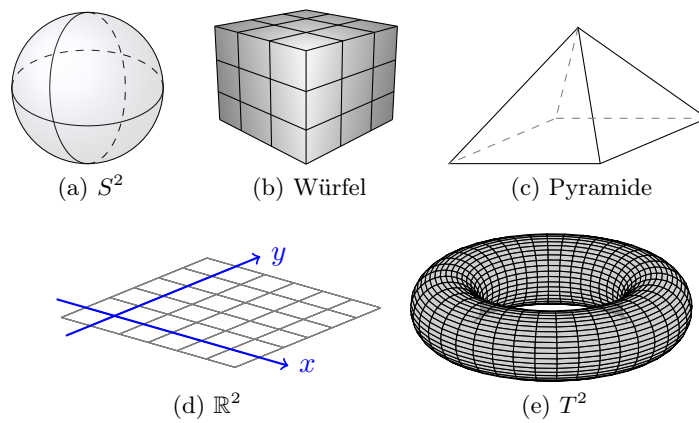 (a) S²
(b) Würfel
(c) Pyramide
y
x
(d) ℝ²
(e) T²